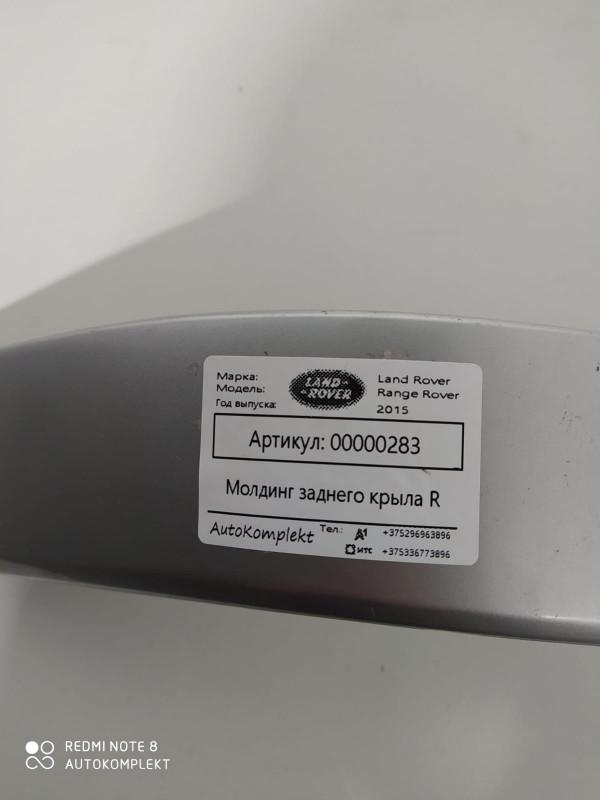 Марка:
Модель:
Год выпуска:
LAND
ROVER
Land Rover
Range Rover
2015
Артикул: 00000283
Молдинг заднего крыла R
AutoKomplekt
Тел.:
A1 +375296963896
мтс +375336773896
REDMI NOTE 8
AUTOKOMPLEKT